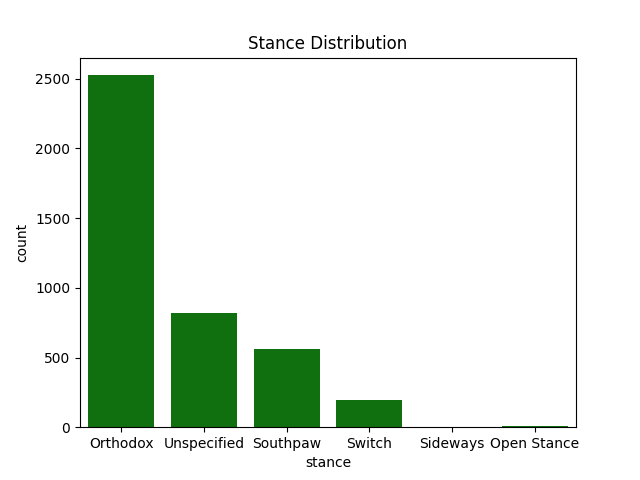 Stance Distribution
count
2500
2000
1500
1000
500
0
Orthodox Unspecified Southpaw Switch Sideways Open Stance
stance